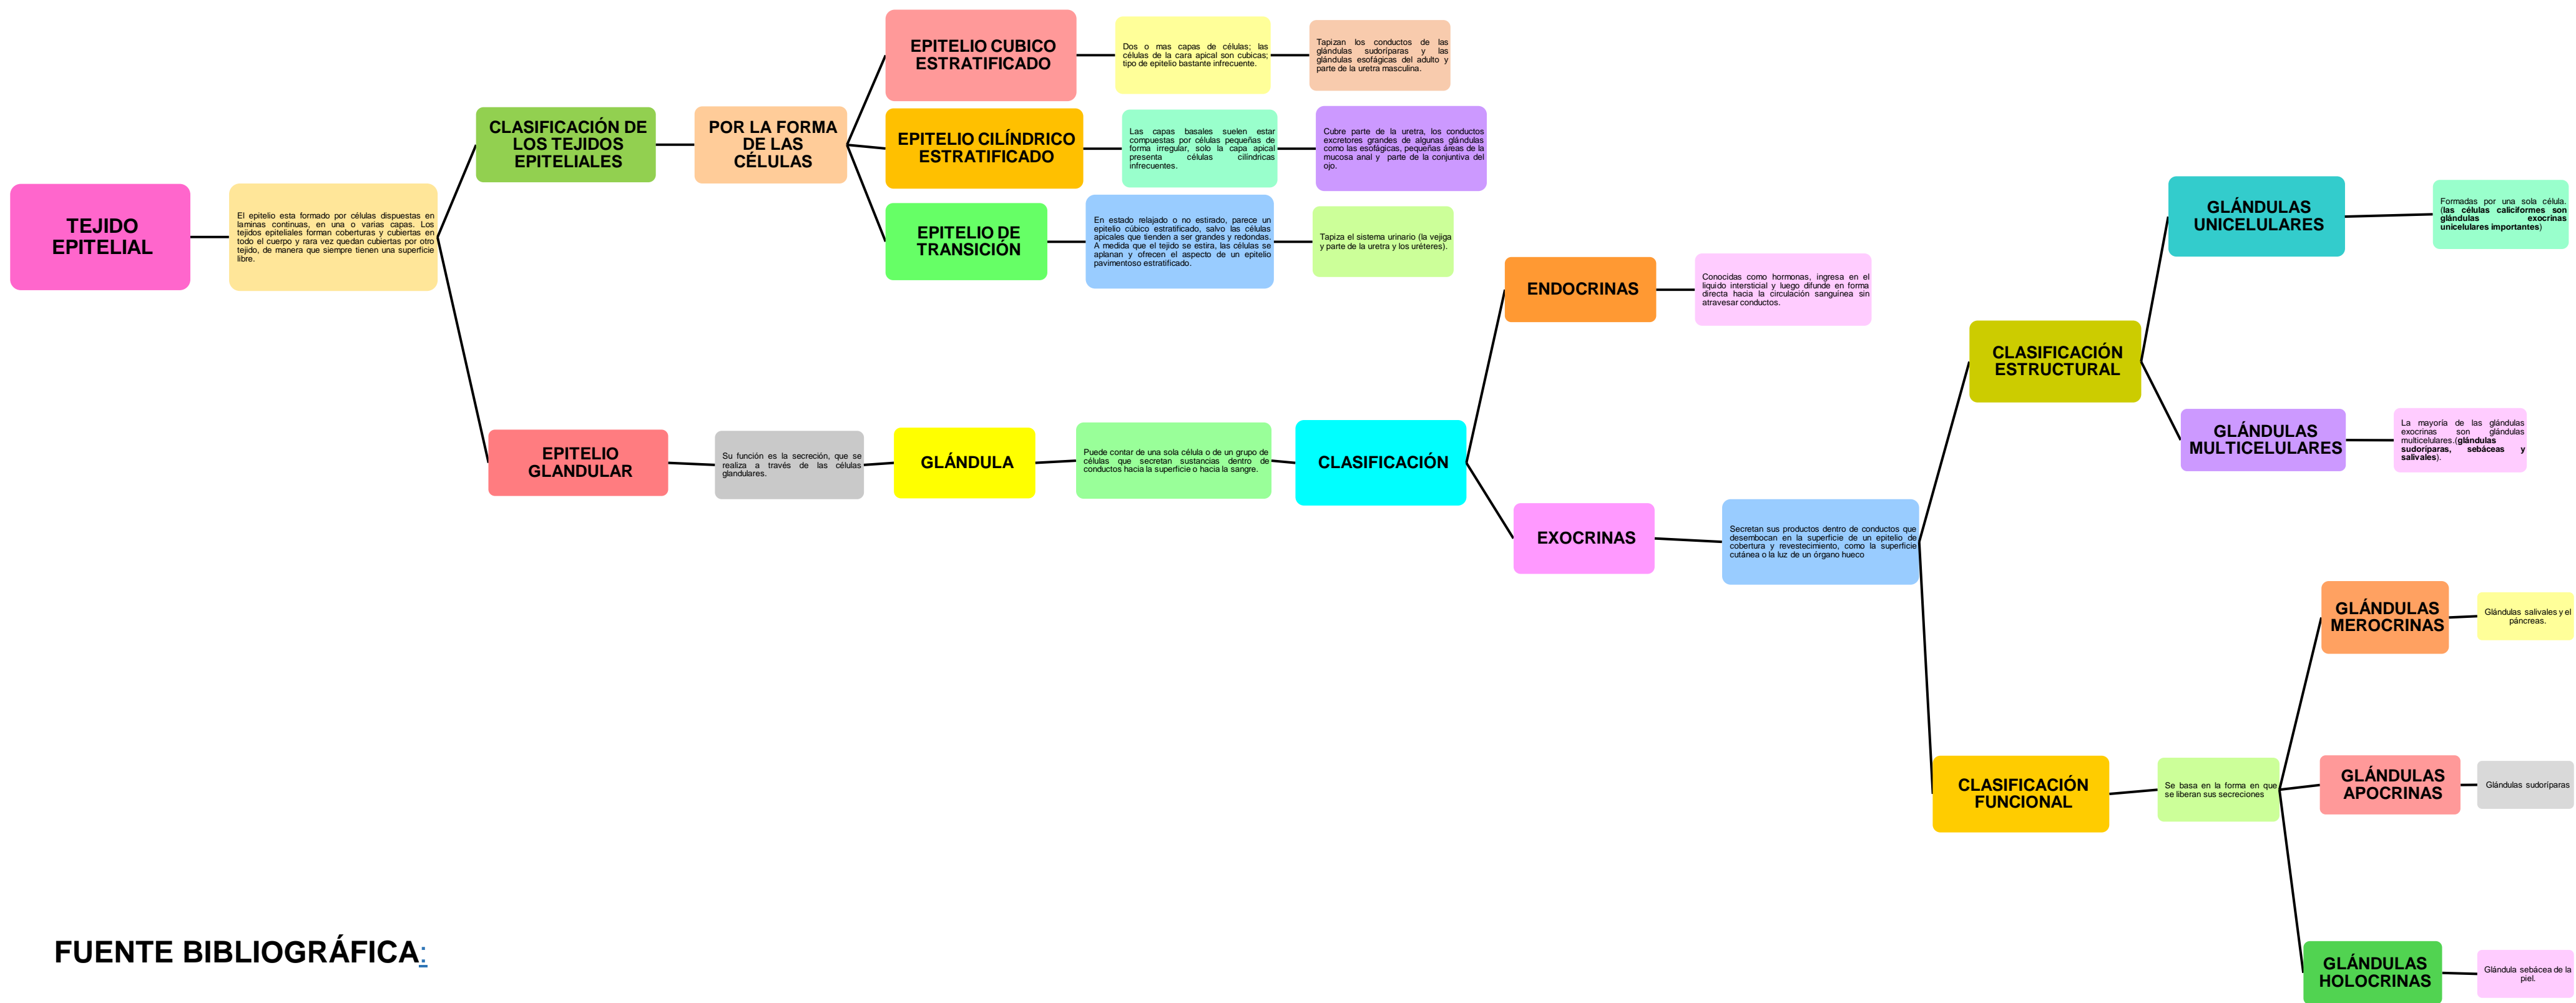 TEJIDO
EPITELIAL
El epitelio esta formado por células dispuestas en
laminas continuas, en una o varias capas. Los
tejidos epiteliales forman coberturas y cubiertas en
todo el cuerpo y rara vez quedan cubiertas por otro
tejido, de manera que siempre tienen una superficie
libre.
CLASIFICACIÓN DE
LOS TEJIDOS
EPITELIALES
POR LA FORMA
DE LAS
CÉLULAS
EPITELIO CUBICO
ESTRATIFICADO
Dos o mas capas de células; las
células de la cara apical son cubicas;
tipo de epitelio bastante infrecuente.
Tapizan los conductos de las
glándulas sudoríparas y las
glándulas esofágicas del adulto y
parte de la uretra masculina.
EPITELIO CILÍNDRICO
ESTRATIFICADO
Las capas basales suelen estar
compuestas por células pequeñas de
forma irregular, solo la capa apical
presenta células cilíndricas
infrecuentes.
Cubre parte de la uretra, los conductos
excretores grandes de algunas glándulas
como las esofágicas, pequeñas áreas de la
mucosa anal y parte de la conjuntiva del
ojo.
EPITELIO DE
TRANSICIÓN
En estado relajado o no estirado, parece un
epitelio cúbico estratificado, salvo las células
apicales que tienden a ser grandes y redondas.
A medida que el tejido se estira, las células se
aplanan y ofrecen el aspecto de un epitelio
pavimentoso estratificado.
Tapiza el sistema urinario (la vejiga
y parte de la uretra y los uréteres).
EPITELIO
GLANDULAR
Su función es la secreción, que se
realiza a través de las células
glandulares.
GLÁNDULA
Puede contar de una sola célula o de un grupo de
células que secretan sustancias dentro de
conductos hacia la superficie o hacia la sangre.
CLASIFICACIÓN
ENDOCRINAS
Conocidas como hormonas, ingresa en el
liquido intersticial y luego difunde en forma
directa hacia la circulación sanguínea sin
atravesar conductos.
EXOCRINAS
Secretan sus productos dentro de conductos que
desembocan en la superficie de un epitelio de
cobertura y revestimiento, como la superficie
cutánea o la luz de un órgano hueco
CLASIFICACIÓN
ESTRUCTURAL
GLÁNDULAS
UNICELULARES
Formadas por una sola célula.
(las células caliciformes son
glándulas exocrinas
unicelulares importantes)
GLÁNDULAS
MULTICELULARES
La mayoría de las glándulas
exocrinas son glándulas
multicelulares.(glándulas
sudoríparas, sebáceas y
salivales).
CLASIFICACIÓN
FUNCIONAL
Se basa en la forma en que
se liberan sus secreciones
GLÁNDULAS
MEROCRINAS
Glándulas salivales y el
páncreas.
GLÁNDULAS
APOCRINAS
Glándulas sudoríparas
GLÁNDULAS
HOLOCRINAS
Glándula sebácea de la
piel.
FUENTE BIBLIOGRÁFICA: